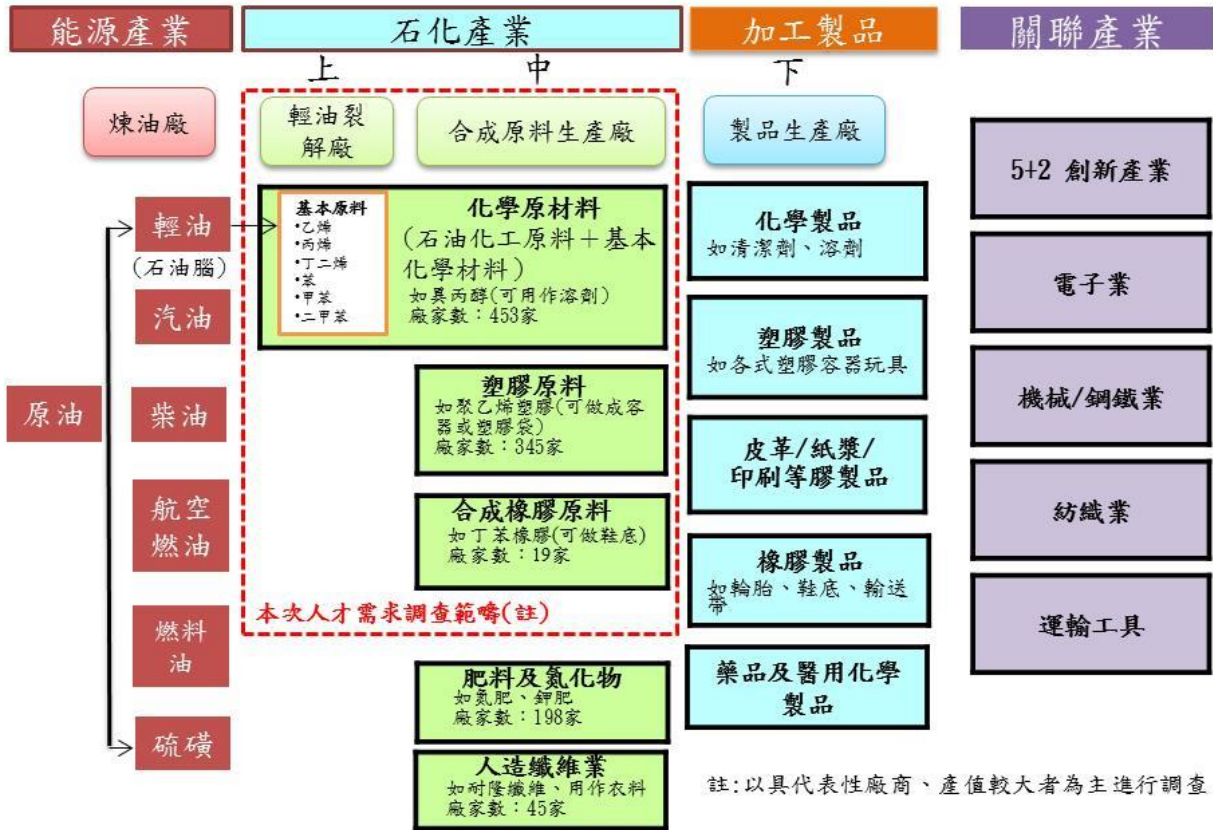 能源產業
石化產業
加工製品
關聯產業
上
中
下
煉油廠
輕油裂
解廠
合成原料生產廠
製品生產廠
原油
輕油
(石油腦)
汽油
柴油
航空
燃油
燃料
油
硫磺
基本原料
•乙烯
•丙烯
•丁二烯
•苯
•甲苯
•二甲苯
化學原材料
(石油化工原料＋基本
化學材料)
如異丙醇(可用作溶劑)
廠家數：453家
塑膠原料
如聚乙烯塑膠(可做成容
器或塑膠袋)
廠家數：345家
合成橡膠原料
如丁苯橡膠(可做鞋底)
廠家數：19家
本次人才需求調查範疇(註)
肥料及氮化物
如氮肥、鉀肥
廠家數：198家
人造纖維業
如耐隆纖維、用作衣料
廠家數：45家
化學製品
如清潔劑、溶劑
塑膠製品
如各式塑膠容器玩具
皮革/紙漿/
印刷等膠製品
橡膠製品
如輪胎、鞋底、輸送
帶
藥品及醫用化學
製品
5+2 創新產業
電子業
機械/鋼鐵業
紡織業
運輸工具
註:以具代表性廠商、產值較大者為主進行調查